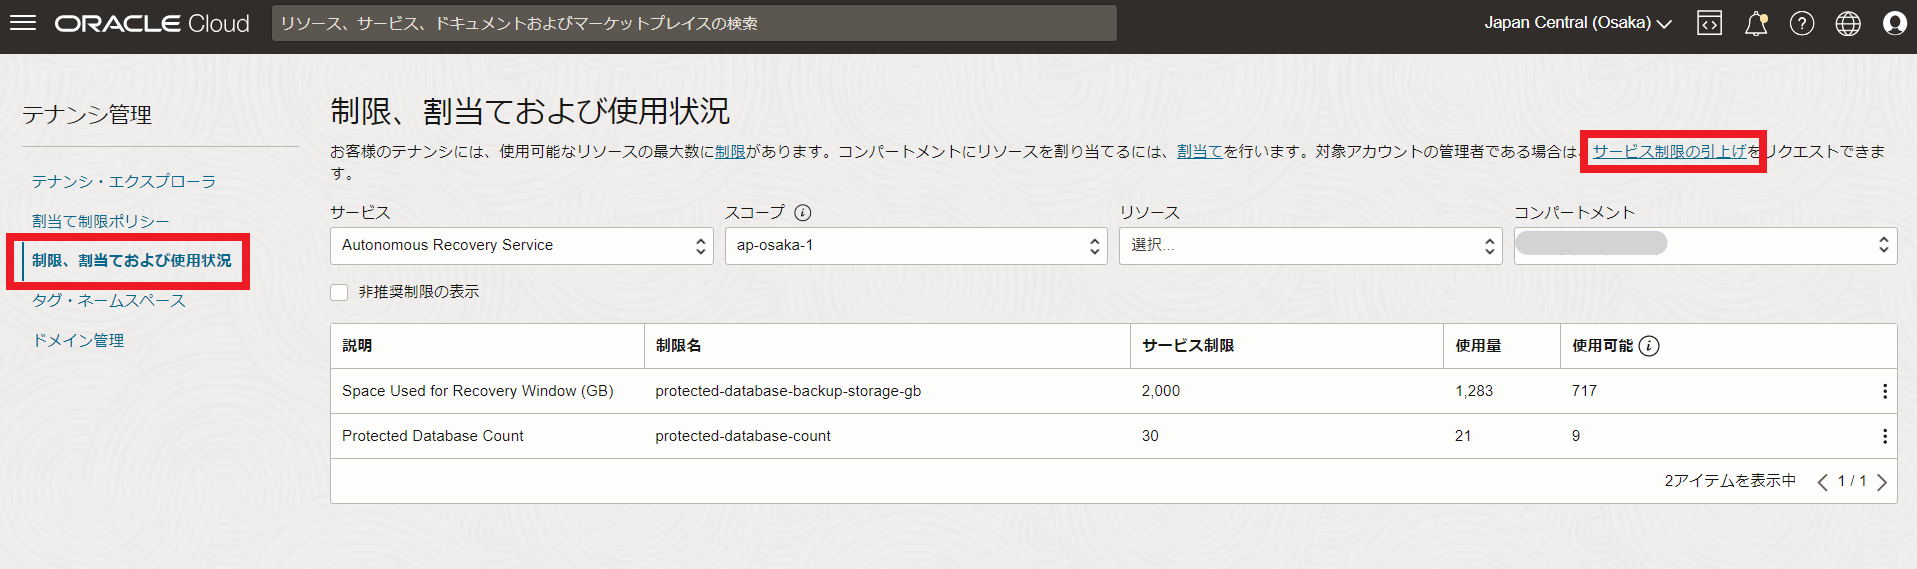 ORACLE Cloud
リソース、サービス、ドキュメントおよびマーケットプレイスの検索
Japan Central (Osaka)
テナンシ管理
テナンシ・エクスプローラ
割当て制限ポリシー
制限、割当ておよび使用状況
タグ・ネームスペース
ドメイン管理
制限、割当ておよび使用状況
お客様のテナンシには、使用可能なリソースの最大数に制限があります。コンパートメントにリソースを割り当てるには、割当てを行います。対象アカウントの管理者である場合は、サービス制限の引上げをリクエストできま
す。
サービス スコープ リソース コンパートメント
Autonomous Recovery Service ap-osaka-1 選択...
非推奨制限の表示
説明 制限名 サービス制限 使用量 使用可能
Space Used for Recovery Window (GB) protected-database-backup-storage-gb 2,000 1,283 717
Protected Database Count protected-database-count 30 21 9
2アイテムを表示中 1 / 1